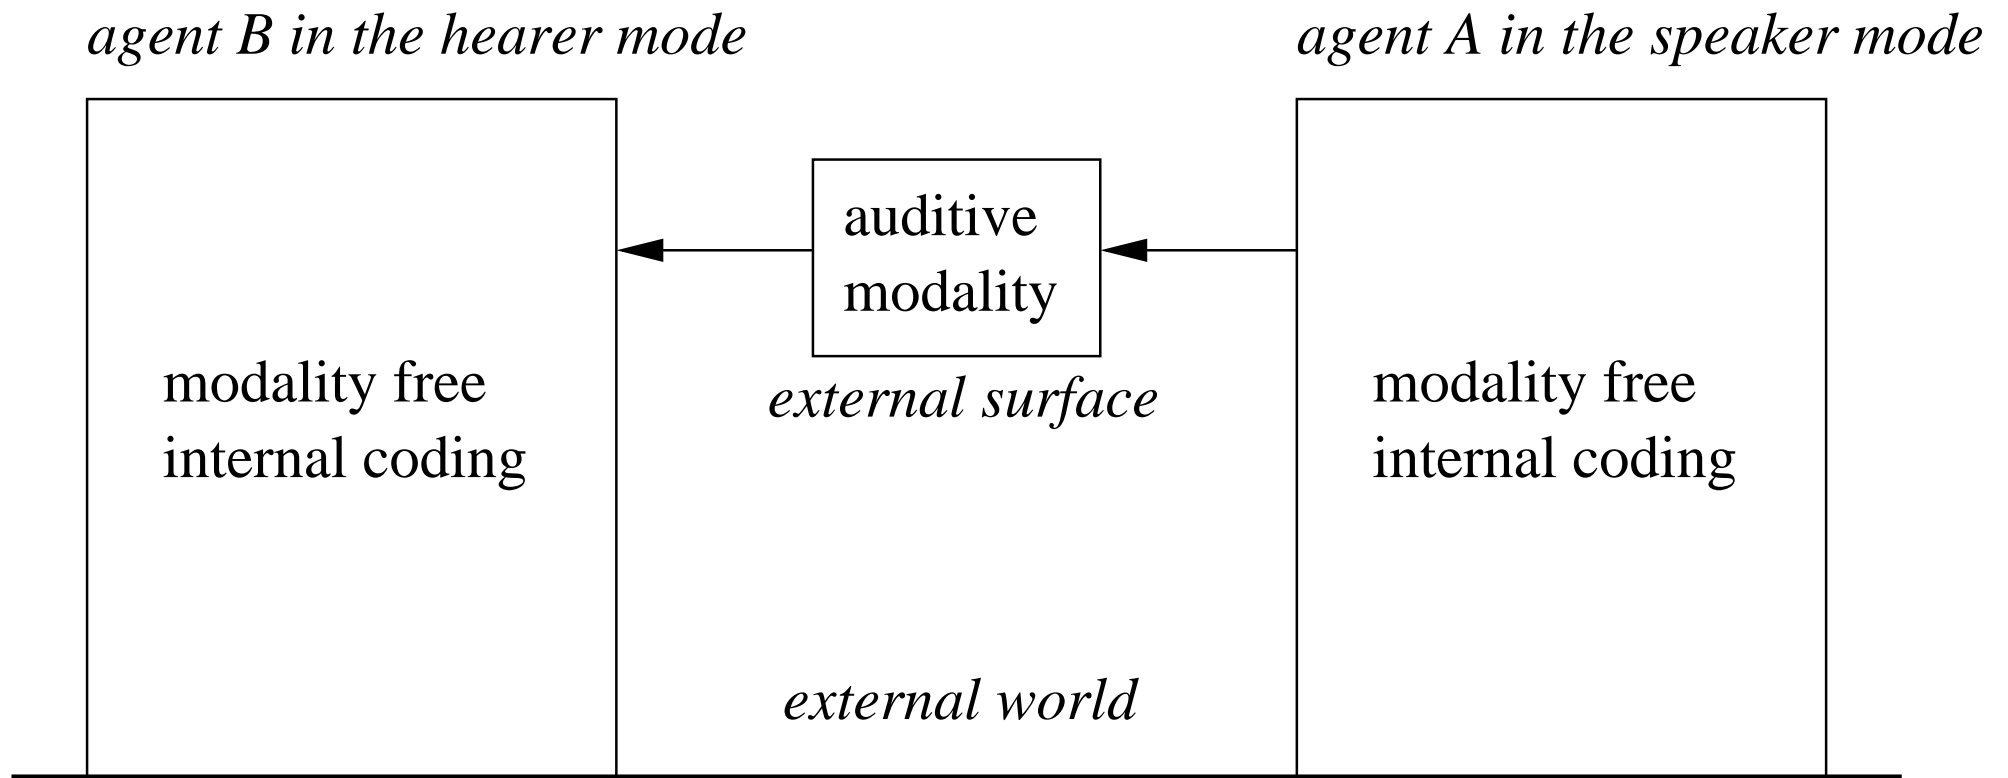 agent B in the hearer mode
agent A in the speaker mode
auditive
modality
external surface
modality free
internal coding
modality free
internal coding
external world